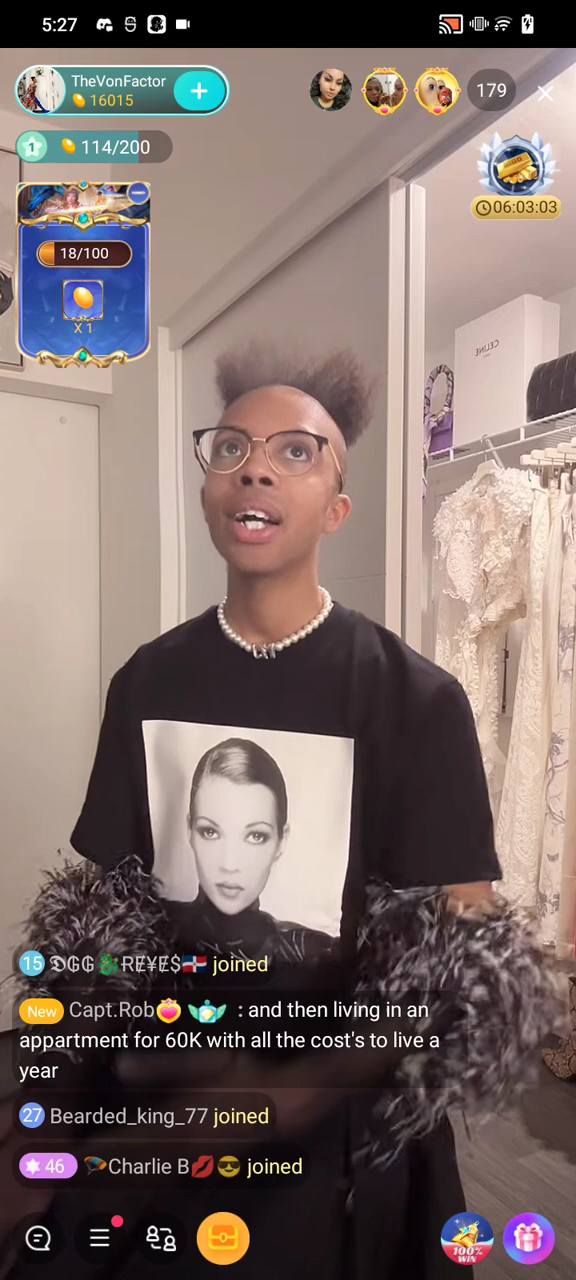 5:27
TheVonFactor
16015
179
1
114/200
06:03:03
18/100
X 1
CELINE
15 joined
New Capt.Rob : and then living in an
appartment for 60K with all the cost's to live a
year
27 Bearded_king_77 joined
46 Charlie B joined
100%
WIN